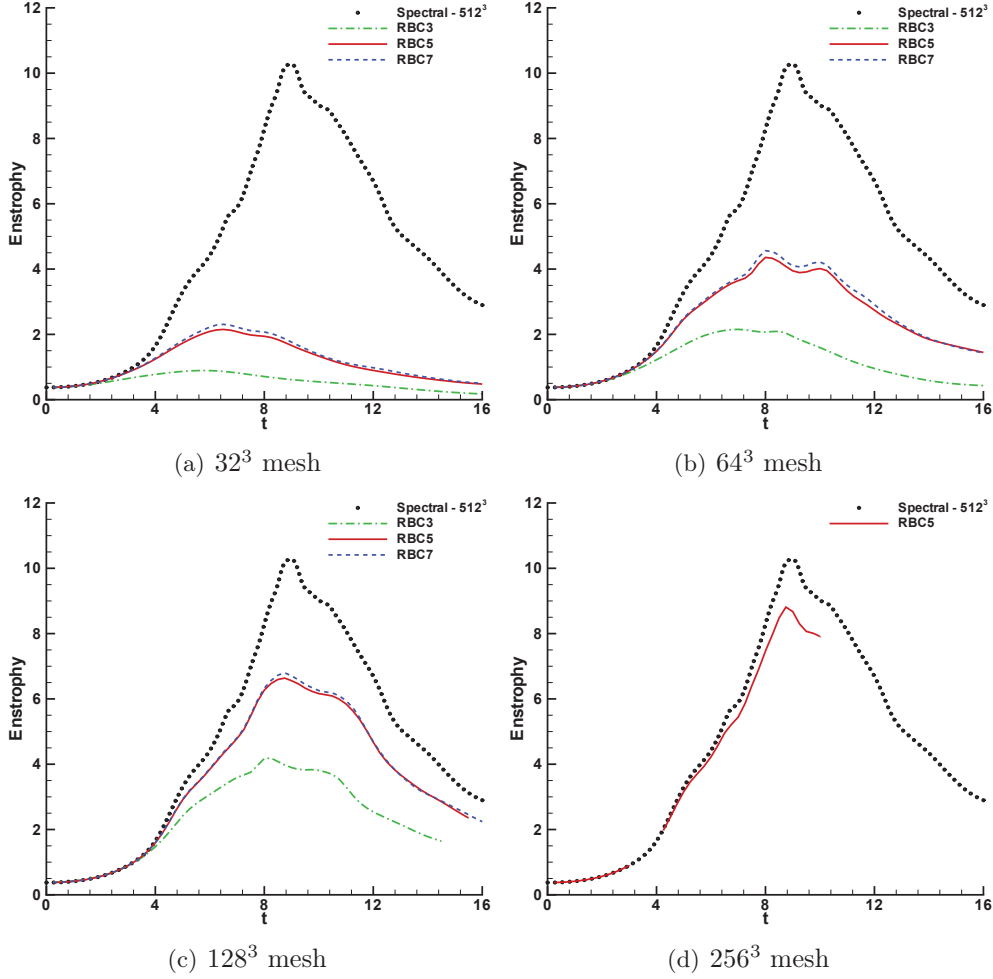 Spectral - 512³
RBC3
RBC5
RBC7
Enstrophy
12
10
8
6
4
2
0
0 4 8 12 16
t
(a) 32³ mesh
Spectral - 512³
RBC3
RBC5
RBC7
Enstrophy
12
10
8
6
4
2
0
0 4 8 12 16
t
(b) 64³ mesh
Spectral - 512³
RBC3
RBC5
RBC7
Enstrophy
12
10
8
6
4
2
0
0 4 8 12 16
t
(c) 128³ mesh
Spectral - 512³
RBC5
Enstrophy
12
10
8
6
4
2
0
0 4 8 12 16
t
(d) 256³ mesh